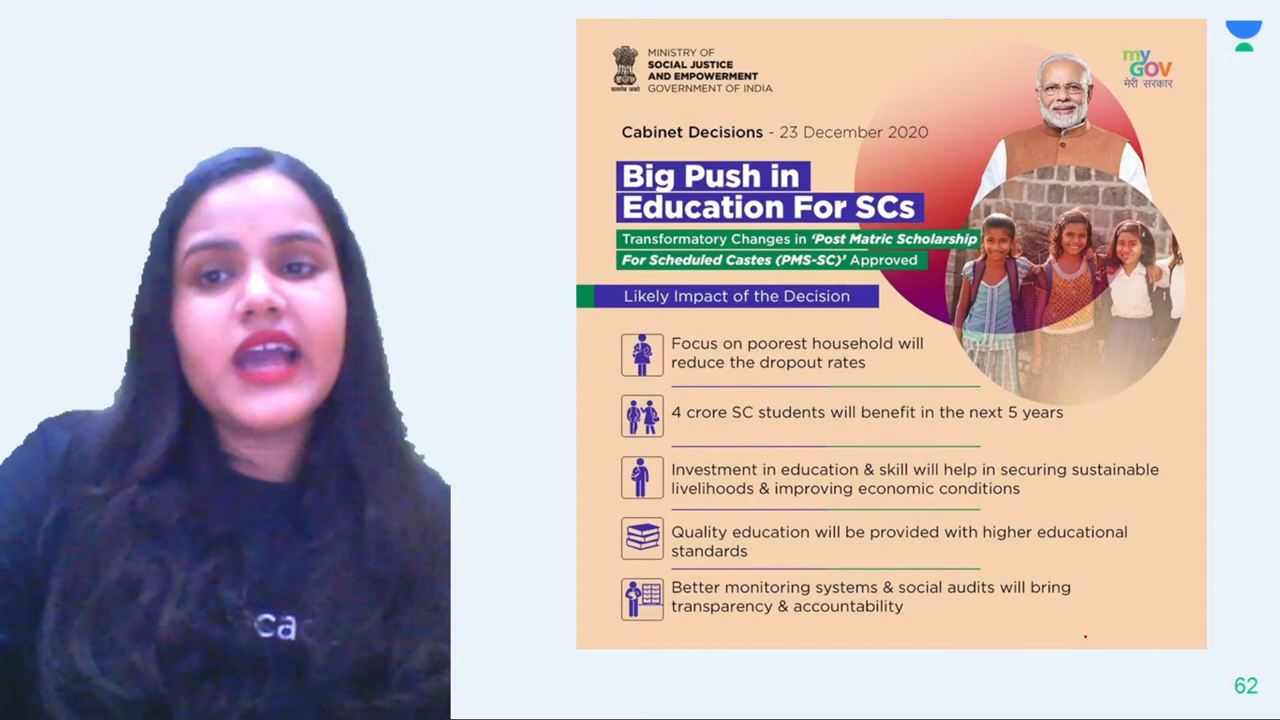 MINISTRY OF
SOCIAL JUSTICE
AND EMPOWERMENT
GOVERNMENT OF INDIA
सत्यमेव जयते
my
GOV
मेरी सरकार
Cabinet Decisions - 23 December 2020
Big Push in
Education For SCs
Transformatory Changes in ‘Post Matric Scholarship
For Scheduled Castes (PMS-SC)’ Approved
Likely Impact of the Decision
Focus on poorest household will
reduce the dropout rates
4 crore SC students will benefit in the next 5 years
Investment in education & skill will help in securing sustainable
livelihoods & improving economic conditions
Quality education will be provided with higher educational
standards
Better monitoring systems & social audits will bring
transparency & accountability
62